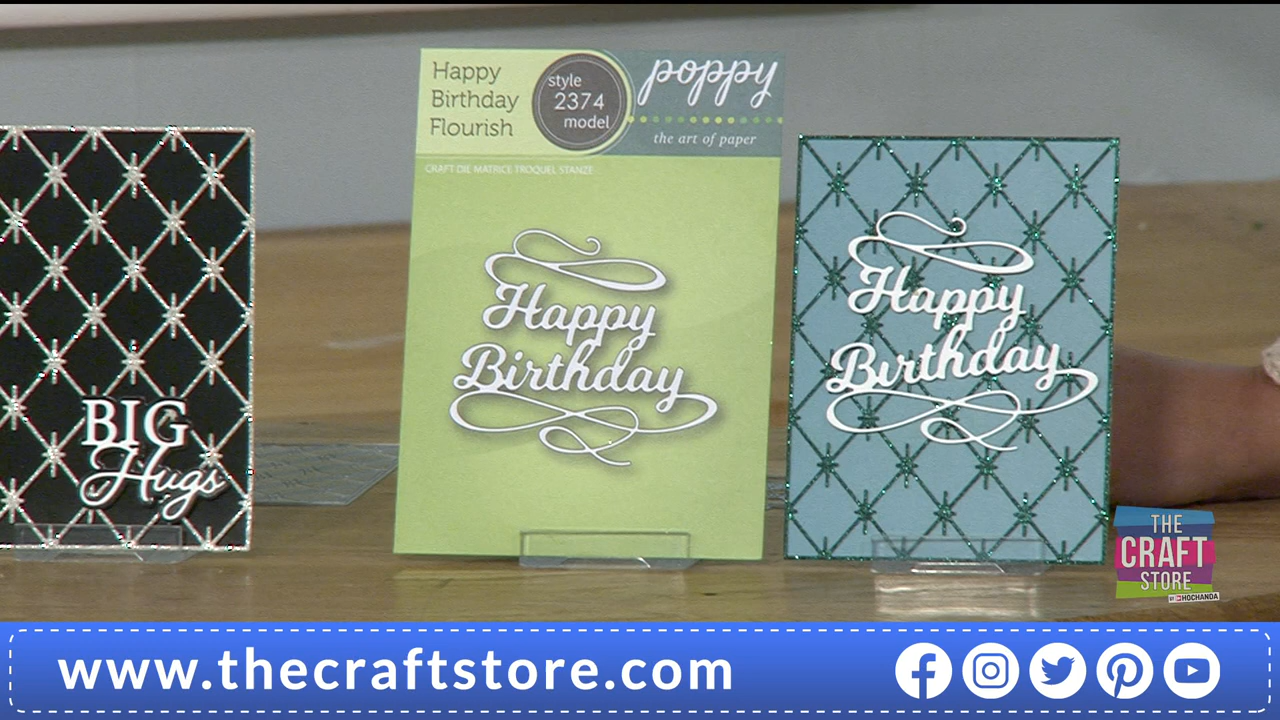 BIG
Hugs
Happy
Birthday
Flourish
style
2374
model
poppy
the art of paper
CRAFT DIE MATRICE TROQUEL STANZE
Happy
Birthday
Happy
Birthday
THE
CRAFT
STORE
BY HOCHANDA
www.thecraftstore.com